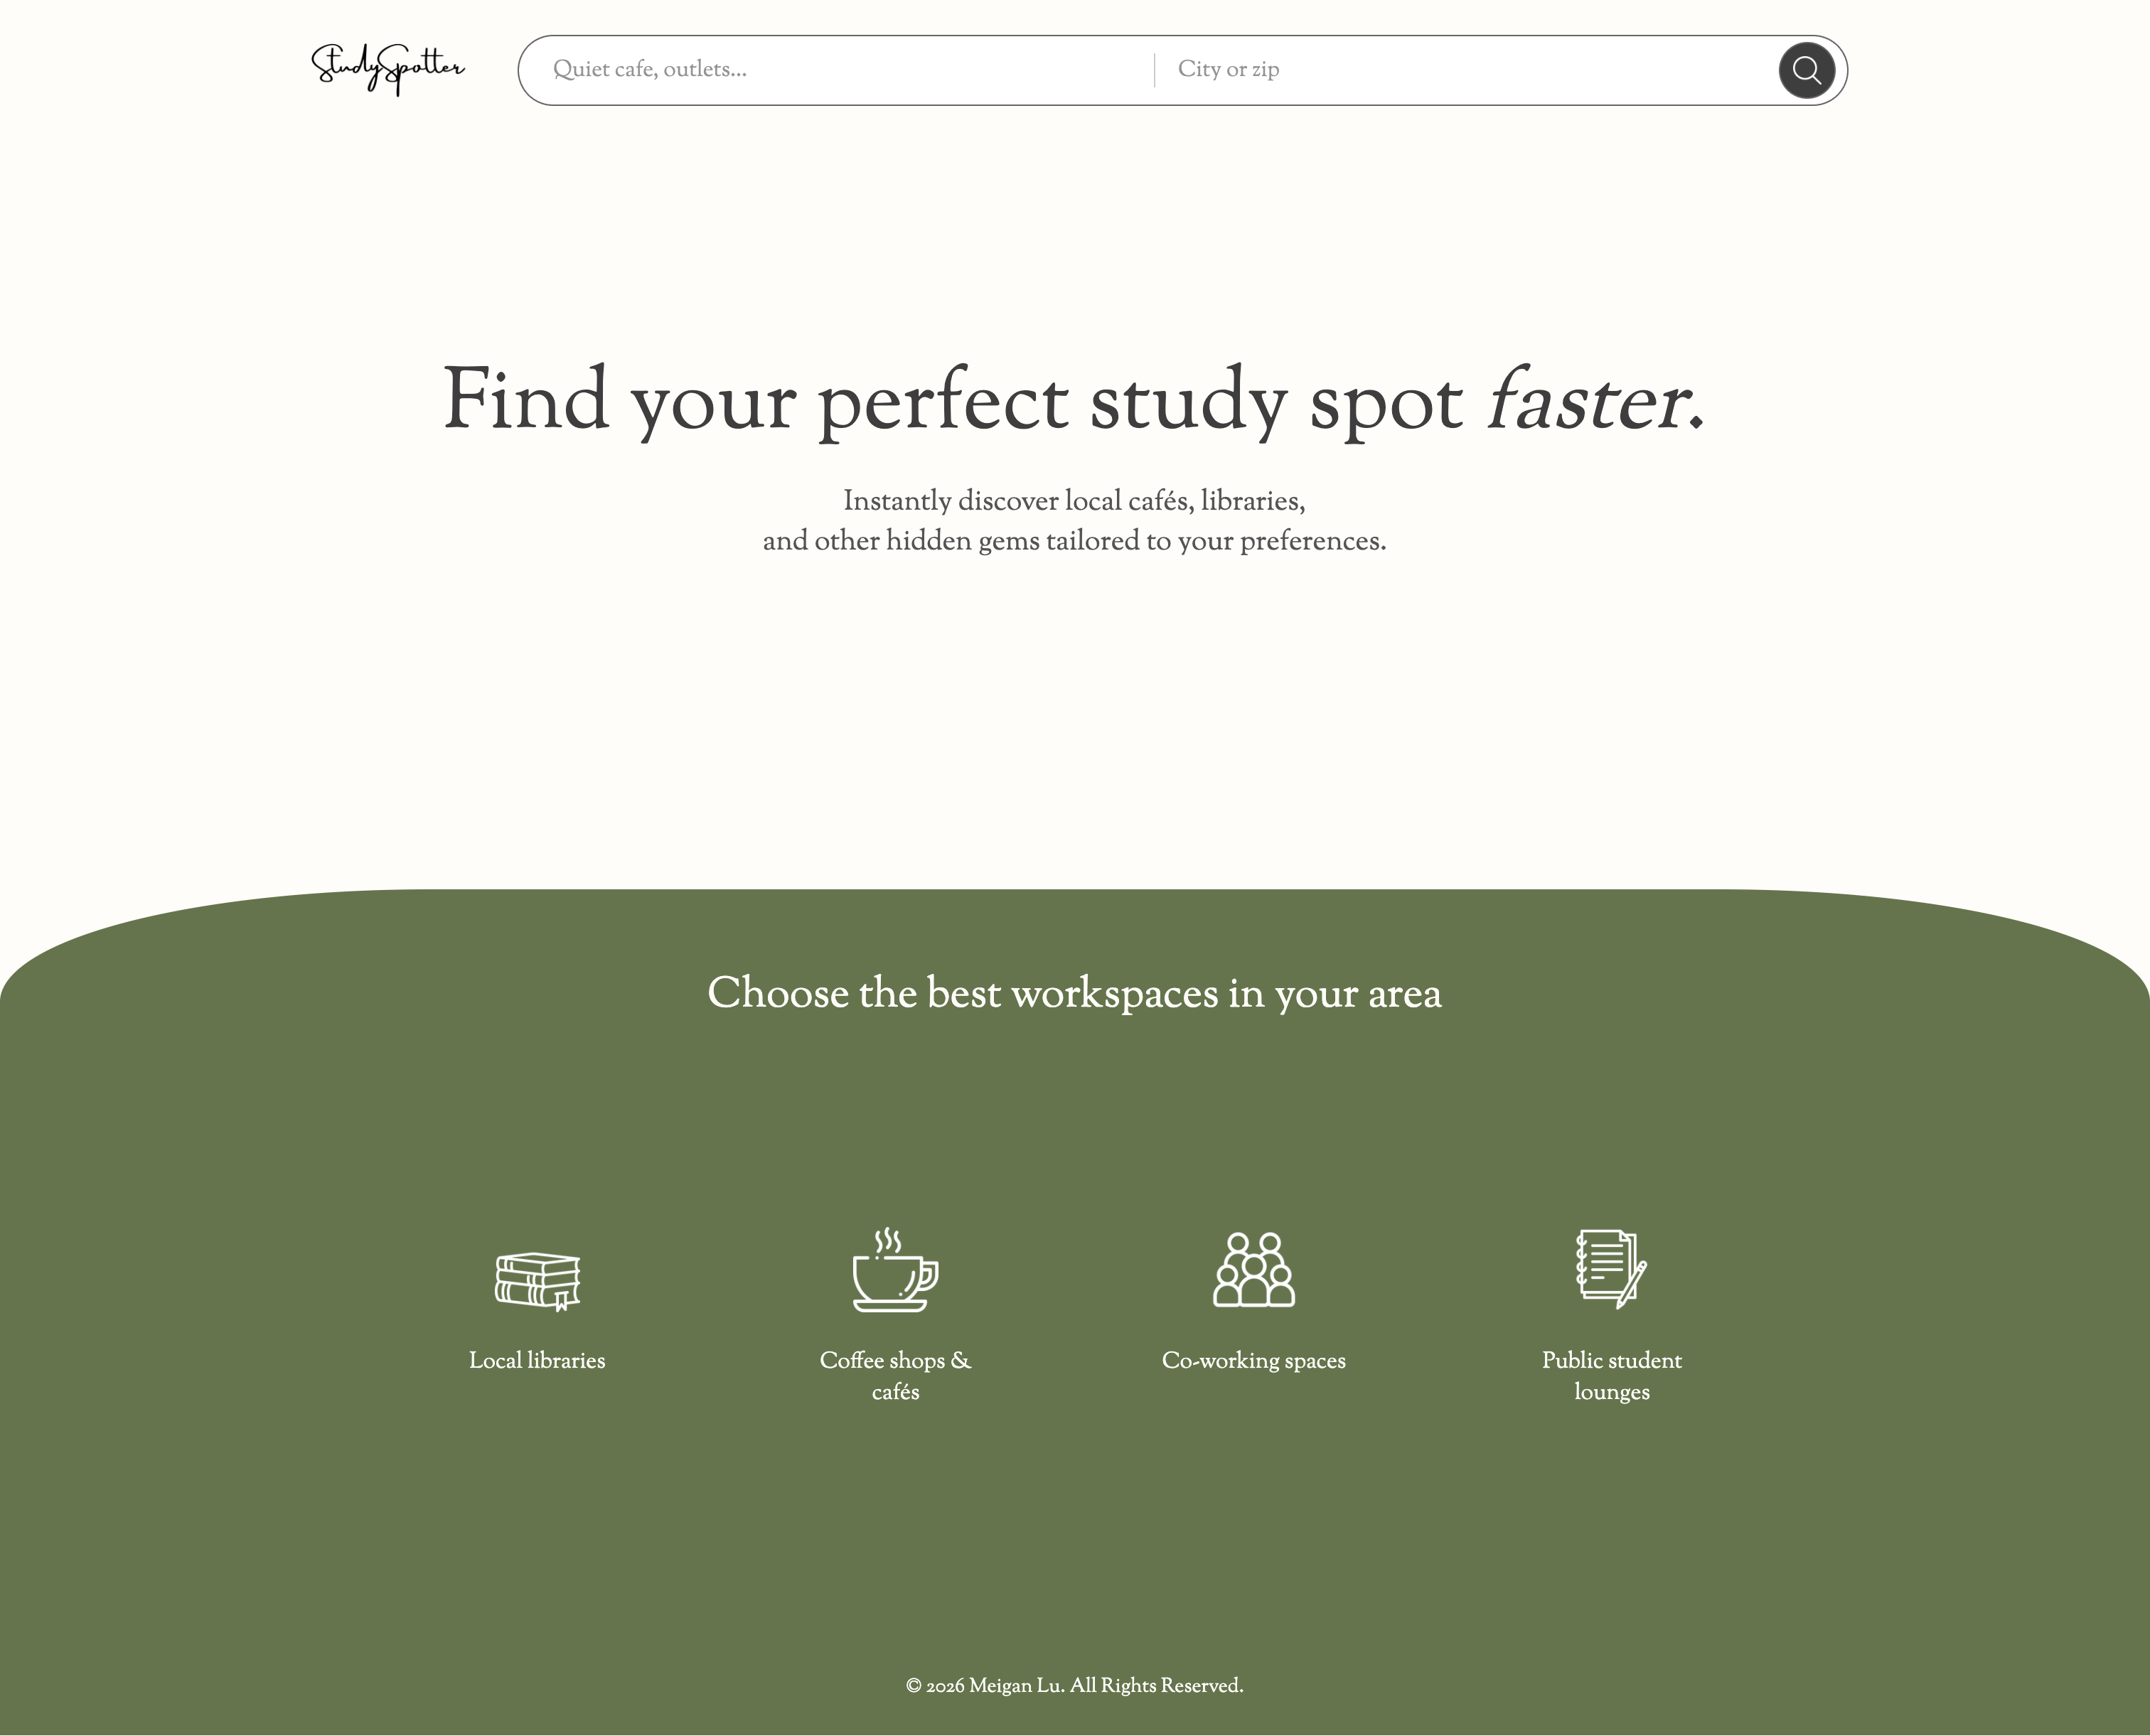 StudySpotter
Quiet cafe, outlets...
City or zip
Find your perfect study spot faster.
Instantly discover local cafés, libraries,
and other hidden gems tailored to your preferences.
Choose the best workspaces in your area
Local libraries
Coffee shops &
cafés
Co-working spaces
Public student
lounges
© 2026 Meigan Lu. All Rights Reserved.